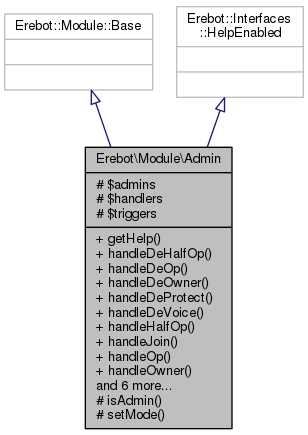 Erebot::Module::Base
Erebot::Interfaces
::HelpEnabled
Erebot\Module\Admin
# $admins
# $handlers
# $triggers
+ getHelp()
+ handleDeHalfOp()
+ handleDeOp()
+ handleDeOwner()
+ handleDeProtect()
+ handleDeVoice()
+ handleHalfOp()
+ handleJoin()
+ handleOp()
+ handleOwner()
and 6 more...
# isAdmin()
# setMode()